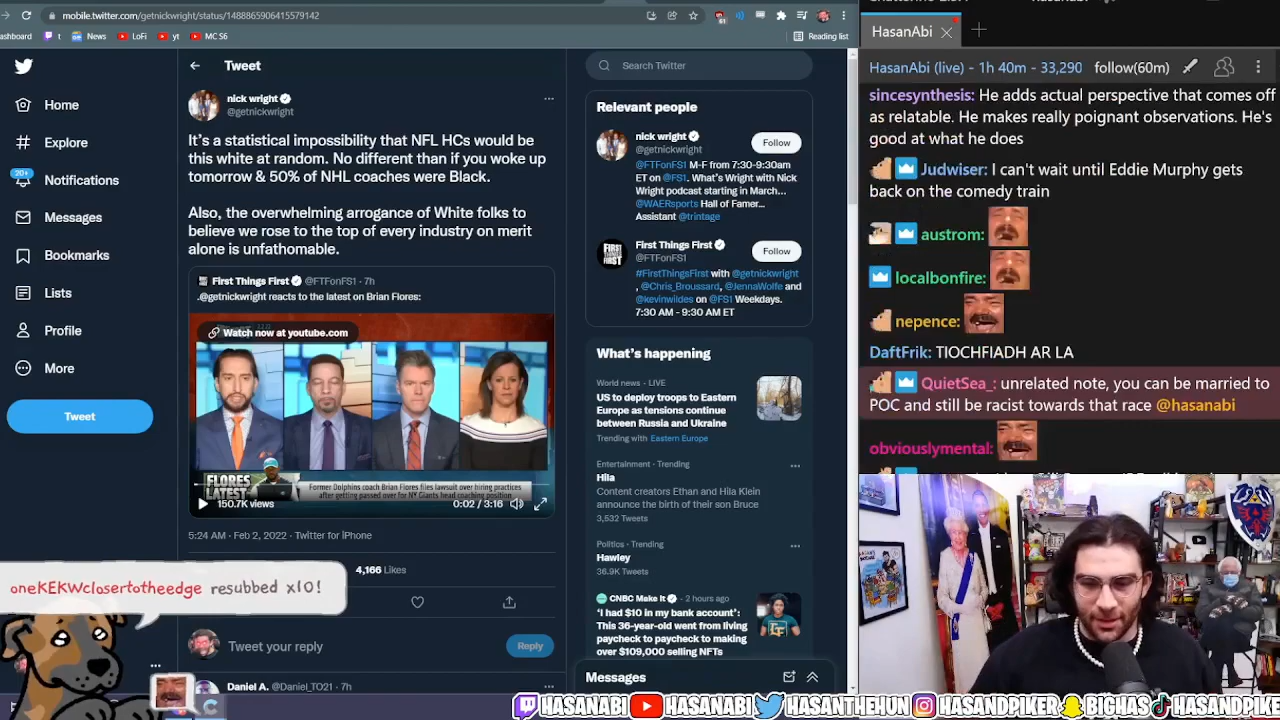 mobile.twitter.com/getnickwright/status/1488865906415579142
ashboard
t
News
LoFi
yt
MC S6
Reading list
Home
Explore
20+
Notifications
Messages
Bookmarks
Lists
Profile
More
Tweet
Tweet
nick wright
@getnickwright
It's a statistical impossibility that NFL HCs would be
this white at random. No different than if you woke up
tomorrow & 50% of NHL coaches were Black.
Also, the overwhelming arrogance of White folks to
believe we rose to the top of every industry on merit
alone is unfathomable.
First Things First @FTFonFS1 · 7h
.@getnickwright reacts to the latest on Brian Flores:
Watch now at youtube.com
FLORES
LATEST
Former Dolphins coach Brian Flores files lawsuit over hiring practices
after getting passed over for NY Giants head coaching position
150.7K views
0:02 / 3:16
5:24 AM · Feb 2, 2022 · Twitter for iPhone
4,166 Likes
Tweet your reply
Reply
Daniel A. @Daniel_TO21 · 7h
Search Twitter
Relevant people
nick wright
@getnickwright
Follow
@FTFonFS1 M-F from 7:30-9:30am
ET on @FS1. What's Wright with Nick
Wright podcast starting in March...
@WAERsports Hall of Famer...
Assistant @trintage
First Things First
@FTFonFS1
Follow
#FirstThingsFirst with @getnickwright
, @Chris_Broussard, @JennaWolfe and
@kevinwildes on @FS1 Weekdays.
7:30 AM - 9:30 AM ET
What's happening
World news · LIVE
US to deploy troops to Eastern
Europe as tensions continue
between Russia and Ukraine
Trending with Eastern Europe
Entertainment · Trending
Hila
Content creators Ethan and Hila Klein
announce the birth of their son Bruce
3,532 Tweets
Politics · Trending
Hawley
36.9K Tweets
CNBC Make It · 2 hours ago
'I had $10 in my bank account':
This 36-year-old went from living
paycheck to paycheck to making
over $109,000 selling NFTs
Messages
oneKEKWclosertotheedge resubbed x10!
HasanAbi
HasanAbi (live) - 1h 40m - 33,290
follow(60m)
sincesynthesis: He adds actual perspective that comes off
as relatable. He makes really poignant observations. He's
good at what he does
Judwiser: I can't wait until Eddie Murphy gets
back on the comedy train
austrom:
localbonfire:
nepence:
DaftFrik: TIOCHFIADH AR LA
QuietSea_: unrelated note, you can be married to
POC and still be racist towards that race @hasanabi
obviouslymental:
HASANABI
HASANABI
HASANTHEHUN
HASANDPIKER
BIGHAS
HASANDPIKE